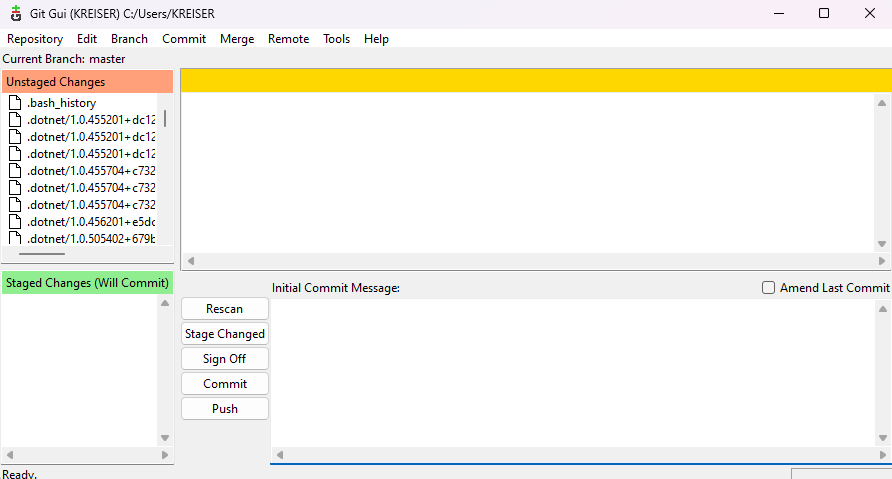 Git Gui (KREISER) C:/Users/KREISER
Repository Edit Branch Commit Merge Remote Tools Help
Current Branch: master
Unstaged Changes
.bash_history
.dotnet/1.0.455201+dc12
.dotnet/1.0.455201+dc12
.dotnet/1.0.455201+dc12
.dotnet/1.0.455704+c732
.dotnet/1.0.455704+c732
.dotnet/1.0.455704+c732
.dotnet/1.0.456201+e5dc
.dotnet/1.0.505402+679b
Staged Changes (Will Commit)
Initial Commit Message:
Amend Last Commit
Rescan
Stage Changed
Sign Off
Commit
Push
Ready.